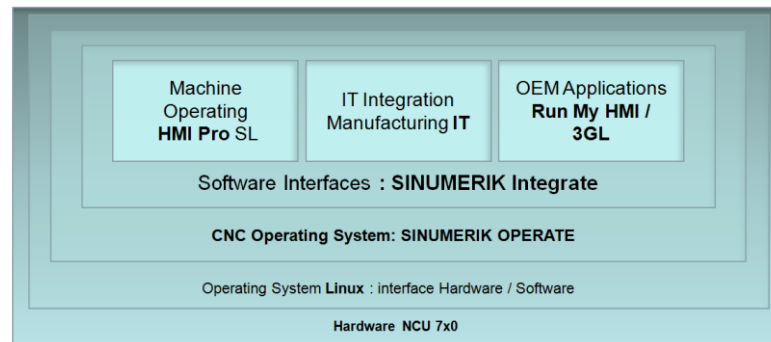 Machine
Operating
HMI Pro SL
IT Integration
Manufacturing IT
OEM Applications
Run My HMI /
3GL
Software Interfaces : SINUMERIK Integrate
CNC Operating System: SINUMERIK OPERATE
Operating System Linux : interface Hardware / Software
Hardware NCU 7x0